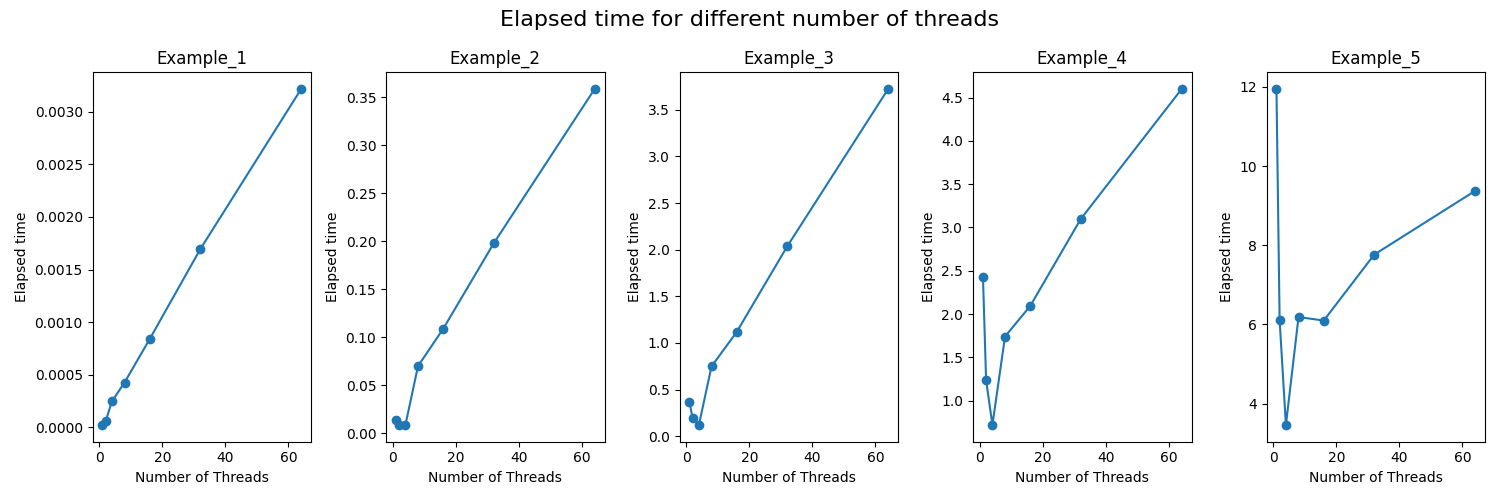 Elapsed time for different number of threads
Example_1
0.0030
0.0025
0.0020
0.0015
0.0010
0.0005
0.0000
Elapsed time
0 20 40 60
Number of Threads
Example_2
0.35
0.30
0.25
0.20
0.15
0.10
0.05
0.00
Elapsed time
0 20 40 60
Number of Threads
Example_3
3.5
3.0
2.5
2.0
1.5
1.0
0.5
0.0
Elapsed time
0 20 40 60
Number of Threads
Example_4
4.5
4.0
3.5
3.0
2.5
2.0
1.5
1.0
Elapsed time
0 20 40 60
Number of Threads
Example_5
12
10
8
6
4
Elapsed time
0 20 40 60
Number of Threads